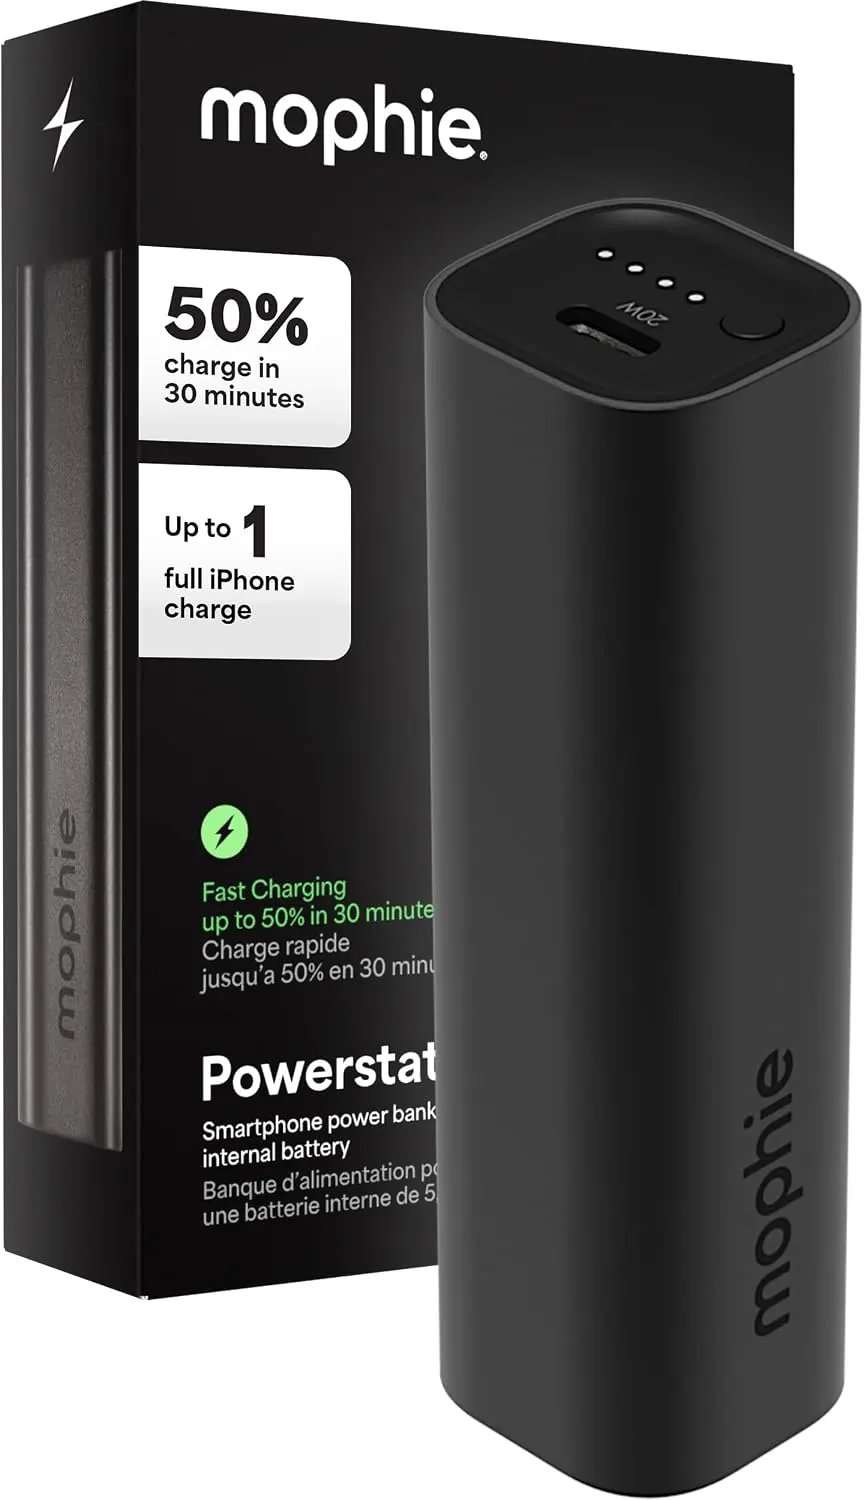 mophie.
50%
charge in
30 minutes
Up to 1
full iPhone
charge
Fast Charging
up to 50% in 30 minute
Charge rapide
jusqu'a 50% en 30 minu
Powerstat
Smartphone power bank
internal battery
Banque d'alimentation po
une batterie interne de 5,
mophie
20W
mophie